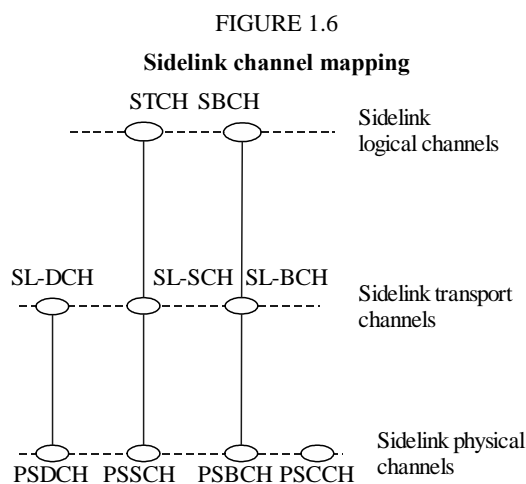 FIGURE 1.6
Sidelink channel mapping
STCH SBCH
Sidelink
logical channels
SL-DCH SL-SCH SL-BCH
Sidelink transport
channels
Sidelink physical
channels
PSDCH PSSCH PSBCH PSCCH